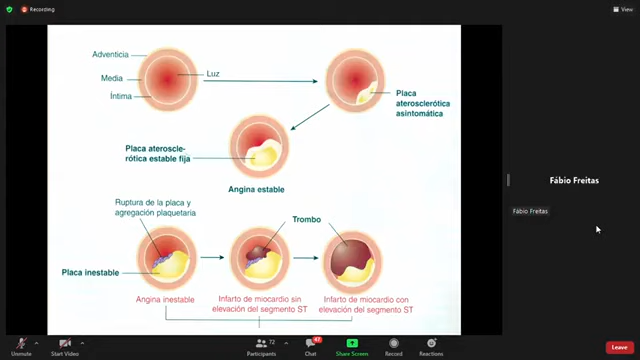 Recording
View
Adventicia
Luz
Media
Íntima
Placa
aterosclerótica
asintomática
Placa ateroscle-
rótica estable fija
Angina estable
Ruptura de la placa y
agregación plaquetaria
Trombo
Placa inestable
Angina inestable
Infarto de miocardio sin
elevación del segmento ST
Infarto de miocardio con
elevación del segmento ST
Fábio Freitas
Fábio Freitas
Unmute
Start Video
72
Participants
47
Chat
Share Screen
Record
Reactions
Leave